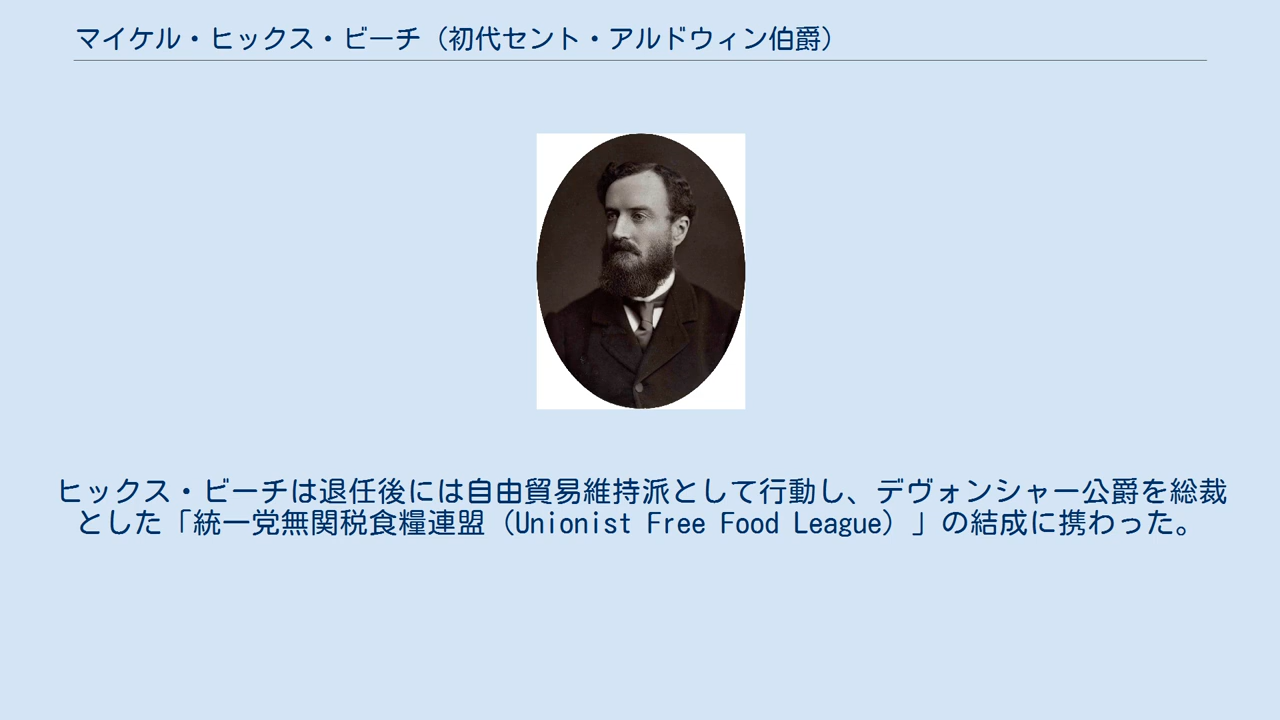 マイケル・ヒックス・ビーチ（初代セント・アルドウィン伯爵）
ヒックス・ビーチは退任後には自由貿易維持派として行動し、デヴォンシャー公爵を総裁
とした「統一党無関税食糧連盟（Unionist Free Food League）」の結成に携わった。